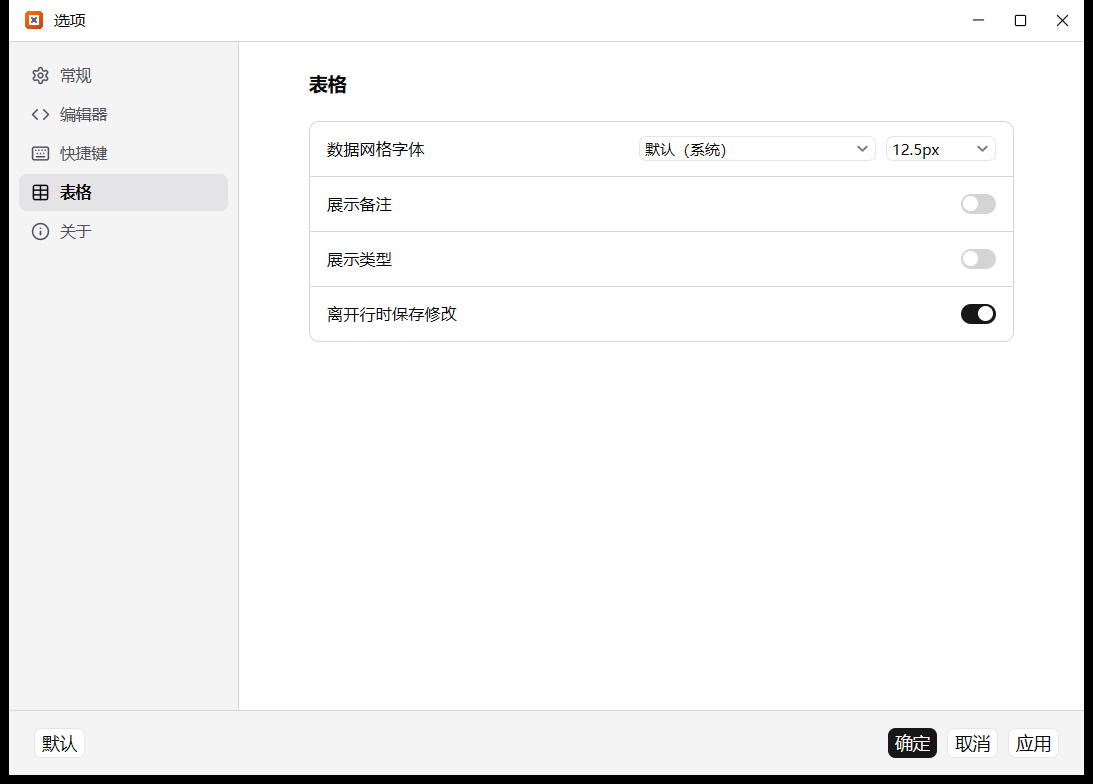 选项
常规
编辑器
快捷键
表格
关于
表格
数据网格字体 默认（系统） 12.5px
展示备注
展示类型
离开行时保存修改
默认 确定 取消 应用